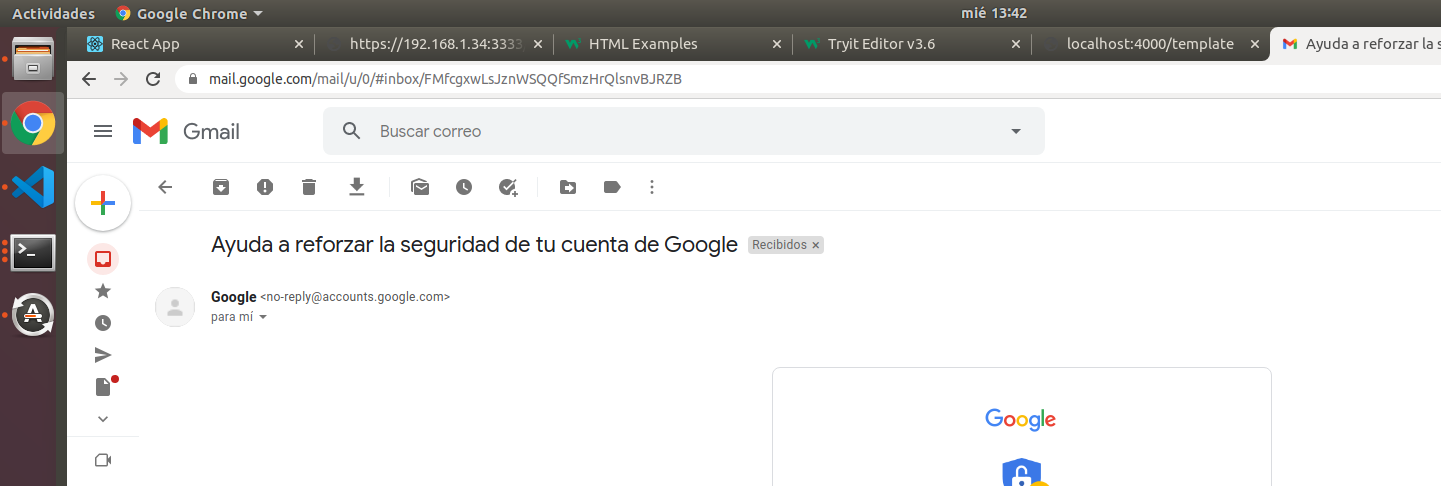 Actividades
Google Chrome
mié 13:42
React App
https://192.168.1.34:3333
HTML Examples
Tryit Editor v3.6
localhost:4000/template
Ayuda a reforzar la s
mail.google.com/mail/u/0/#inbox/FMfcgxwLsJznWSQQfSmzHrQlsnvBJRZB
Gmail
Buscar correo
Ayuda a reforzar la seguridad de tu cuenta de Google
Recibidos
Google <no-reply@accounts.google.com>
para mí
Google